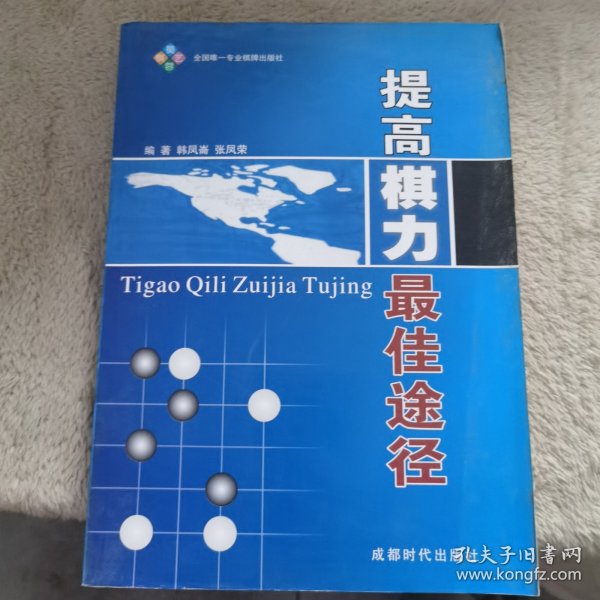 全国唯一专业棋牌出版社
提高棋力最佳途径
编著 韩凤嵛 张凤荣
Tigao Qili Zuijia Tujing
成都时代出版社
孔夫子旧书网
www.kongfz.com